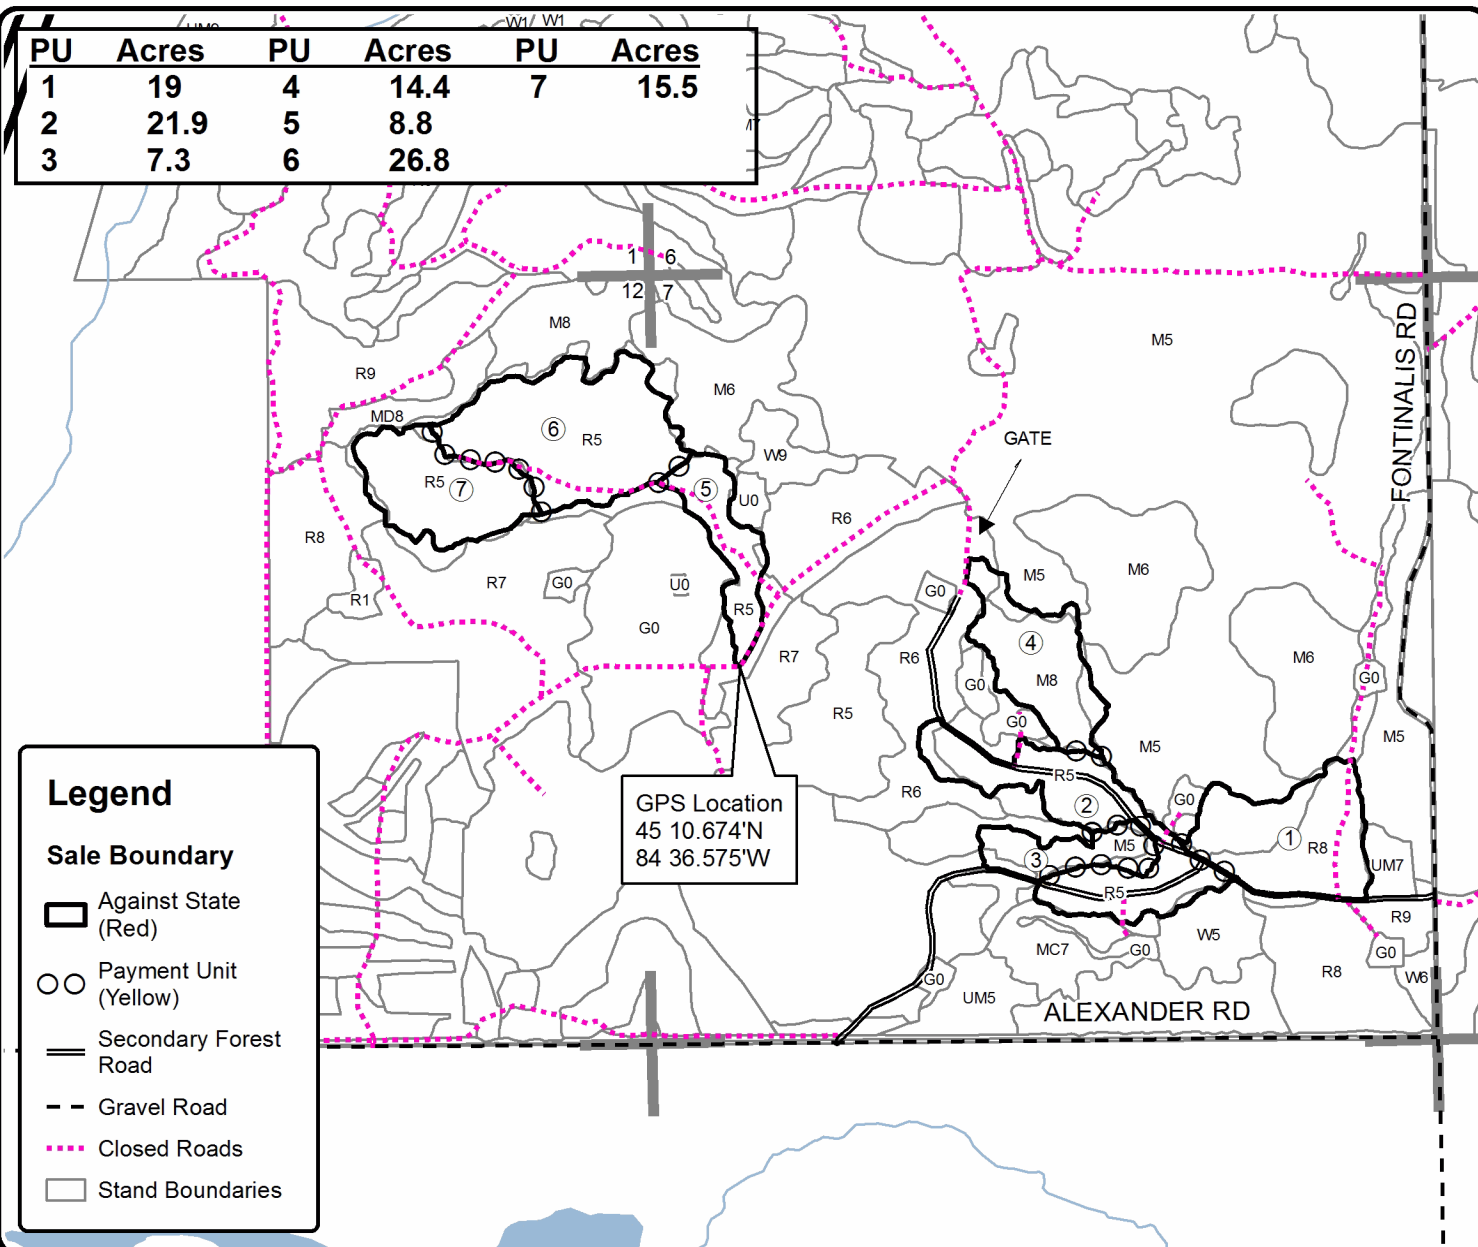 W1 W1
PU Acres PU Acres PU Acres
1 19 4 14.4 7 15.5
2 21.9 5 8.8
3 7.3 6 26.8
1 6
12 7
M8
M5
FONTINALIS RD
R9
M6
MD8
6
R5
GATE
W9
R5
7
5
U0
R6
R8
M5
M6
R7
G0
U0
G0
R1
R5
G0
4
R7
R6
M6
G0
M8
G0
R5
G0
M5
M5
R5
R6
G0
2
GPS Location
45 10.674'N
84 36.575'W
M5
1
R8
3
UM7
R5
R9
W5
MC7
G0
G0
R8
W6
G0
UM5
ALEXANDER RD
Legend
Sale Boundary
Against State
(Red)
Payment Unit
(Yellow)
Secondary Forest
Road
Gravel Road
Closed Roads
Stand Boundaries